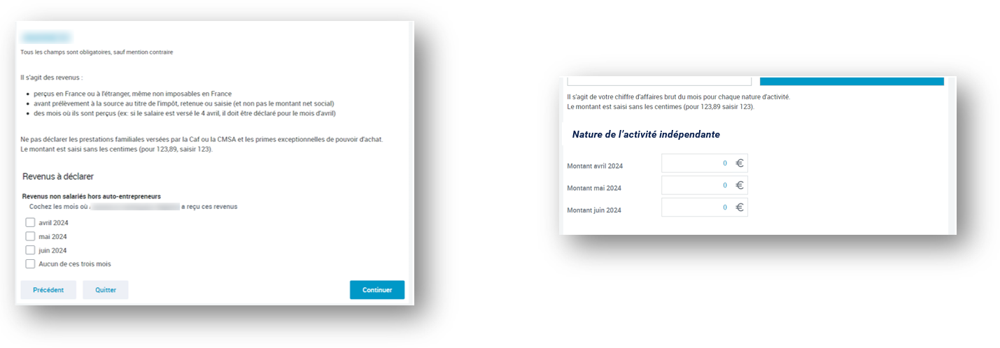 Tous les champs sont obligatoires, sauf mention contraire
Il s'agit des revenus :
• perçus en France ou à l'étranger, même non imposables en France
• avant prélèvement à la source au titre de l'impôt, retenue ou saisie (et non pas le montant net social)
• des mois où ils sont perçus (ex: si le salaire est versé le 4 avril, il doit être déclaré pour le mois d'avril)
Ne pas déclarer les prestations familiales versées par la Caf ou la CMSA et les primes exceptionnelles de pouvoir d'achat.
Le montant est saisi sans les centimes (pour 123,89, saisir 123).
Revenus à déclarer
Revenus non salariés hors auto-entrepreneurs
Cochez les mois où a reçu ces revenus
avril 2024
mai 2024
juin 2024
Aucun de ces trois mois
Précédent Quitter Continuer
Il s'agit de votre chiffre d'affaires brut du mois pour chaque nature d'activité.
Le montant est saisi sans les centimes (pour 123,89 saisir 123).
Nature de l'activité indépendante
Montant avril 2024 0 €
Montant mai 2024 0 €
Montant juin 2024 0 €